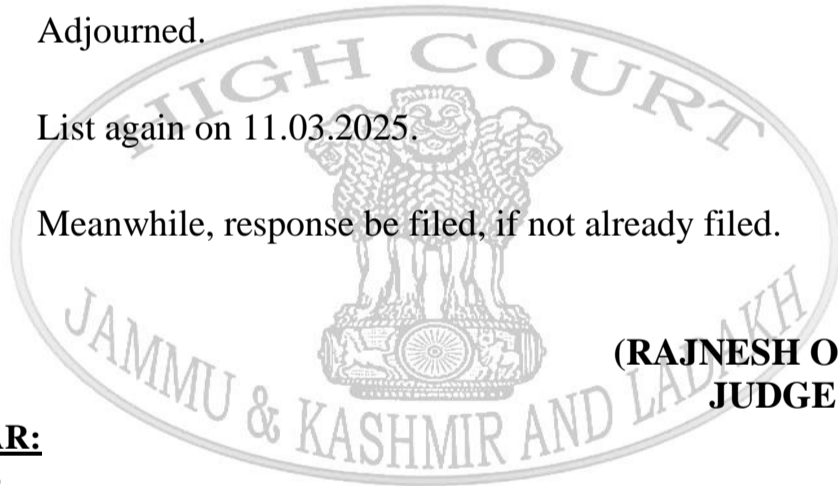 Adjourned.
HIGH COURT
List again on 11.03.2025.
Meanwhile, response be filed, if not already filed.
JAMMU & KASHMIR AND LADAKH
(RAJNESH O
JUDGE
AR: